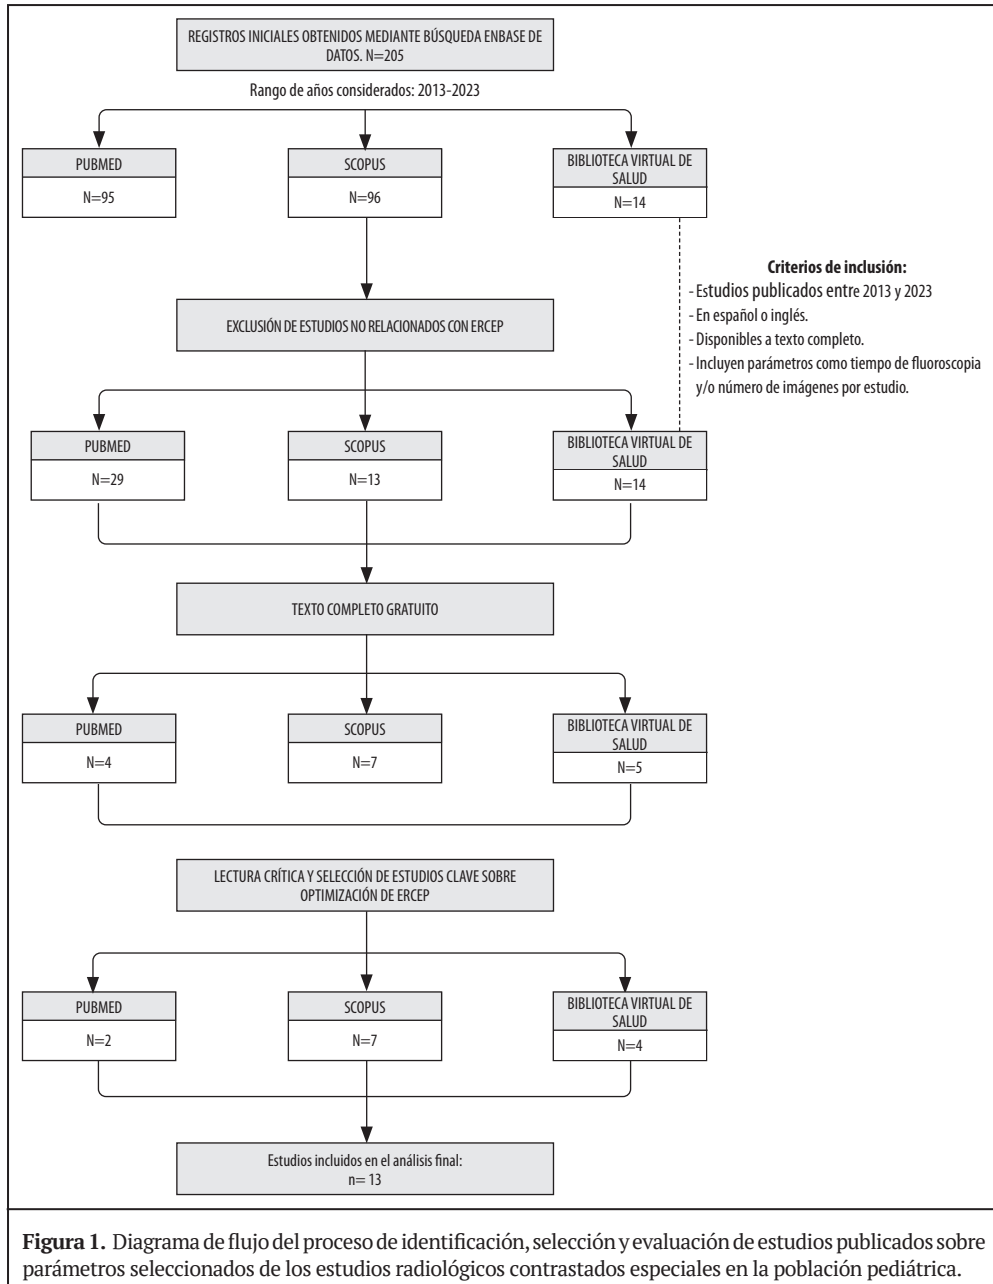 REGISTROS INICIALES OBTENIDOS MEDIANTE BÚSQUEDA ENBASE DE
DATOS. N=205
Rango de años considerados: 2013-2023
PUBMED
N=95
SCOPUS
N=96
BIBLIOTECA VIRTUAL DE
SALUD
N=14
Criterios de inclusión:
- Estudios publicados entre 2013 y 2023
- En español o inglés.
- Disponibles a texto completo.
- Incluyen parámetros como tiempo de fluoroscopia
y/o número de imágenes por estudio.
EXCLUSIÓN DE ESTUDIOS NO RELACIONADOS CON ERCEP
PUBMED
N=29
SCOPUS
N=13
BIBLIOTECA VIRTUAL DE
SALUD
N=14
TEXTO COMPLETO GRATUITO
PUBMED
N=4
SCOPUS
N=7
BIBLIOTECA VIRTUAL DE
SALUD
N=5
LECTURA CRÍTICA Y SELECCIÓN DE ESTUDIOS CLAVE SOBRE
OPTIMIZACIÓN DE ERCEP
PUBMED
N=2
SCOPUS
N=7
BIBLIOTECA VIRTUAL DE
SALUD
N=4
Estudios incluidos en el análisis final:
n= 13
Figura 1. Diagrama de flujo del proceso de identificación, selección y evaluación de estudios publicados sobre
parámetros seleccionados de los estudios radiológicos contrastados especiales en la población pediátrica.